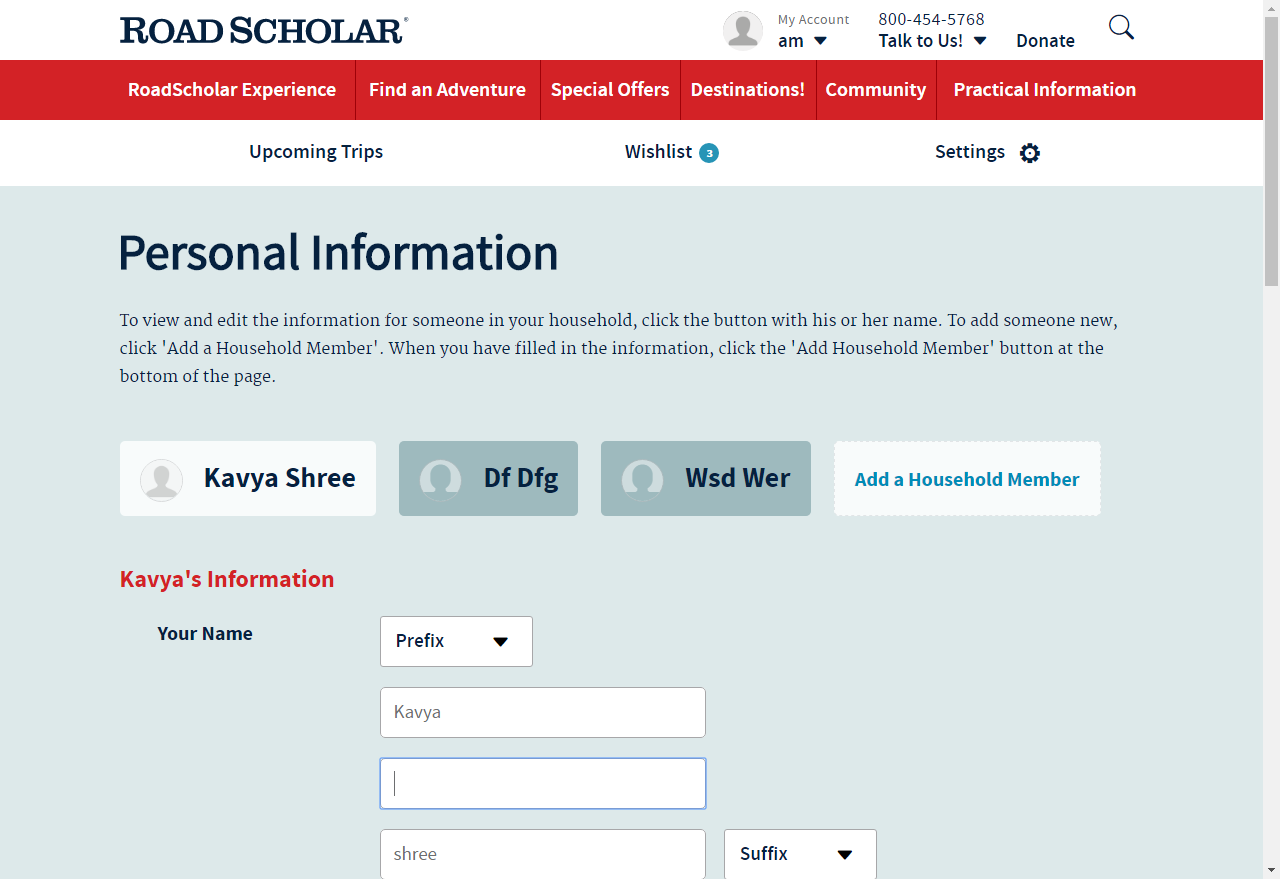 ROAD SCHOLAR®
My Account
am
800-454-5768
Talk to Us!
Donate
RoadScholar Experience
Find an Adventure
Special Offers
Destinations!
Community
Practical Information
Upcoming Trips
Wishlist 3
Settings
Personal Information
To view and edit the information for someone in your household, click the button with his or her name. To add someone new,
click 'Add a Household Member'. When you have filled in the information, click the 'Add Household Member' button at the
bottom of the page.
Kavya Shree
Df Dfg
Wsd Wer
Add a Household Member
Kavya's Information
Your Name
Prefix
Kavya
shree
Suffix